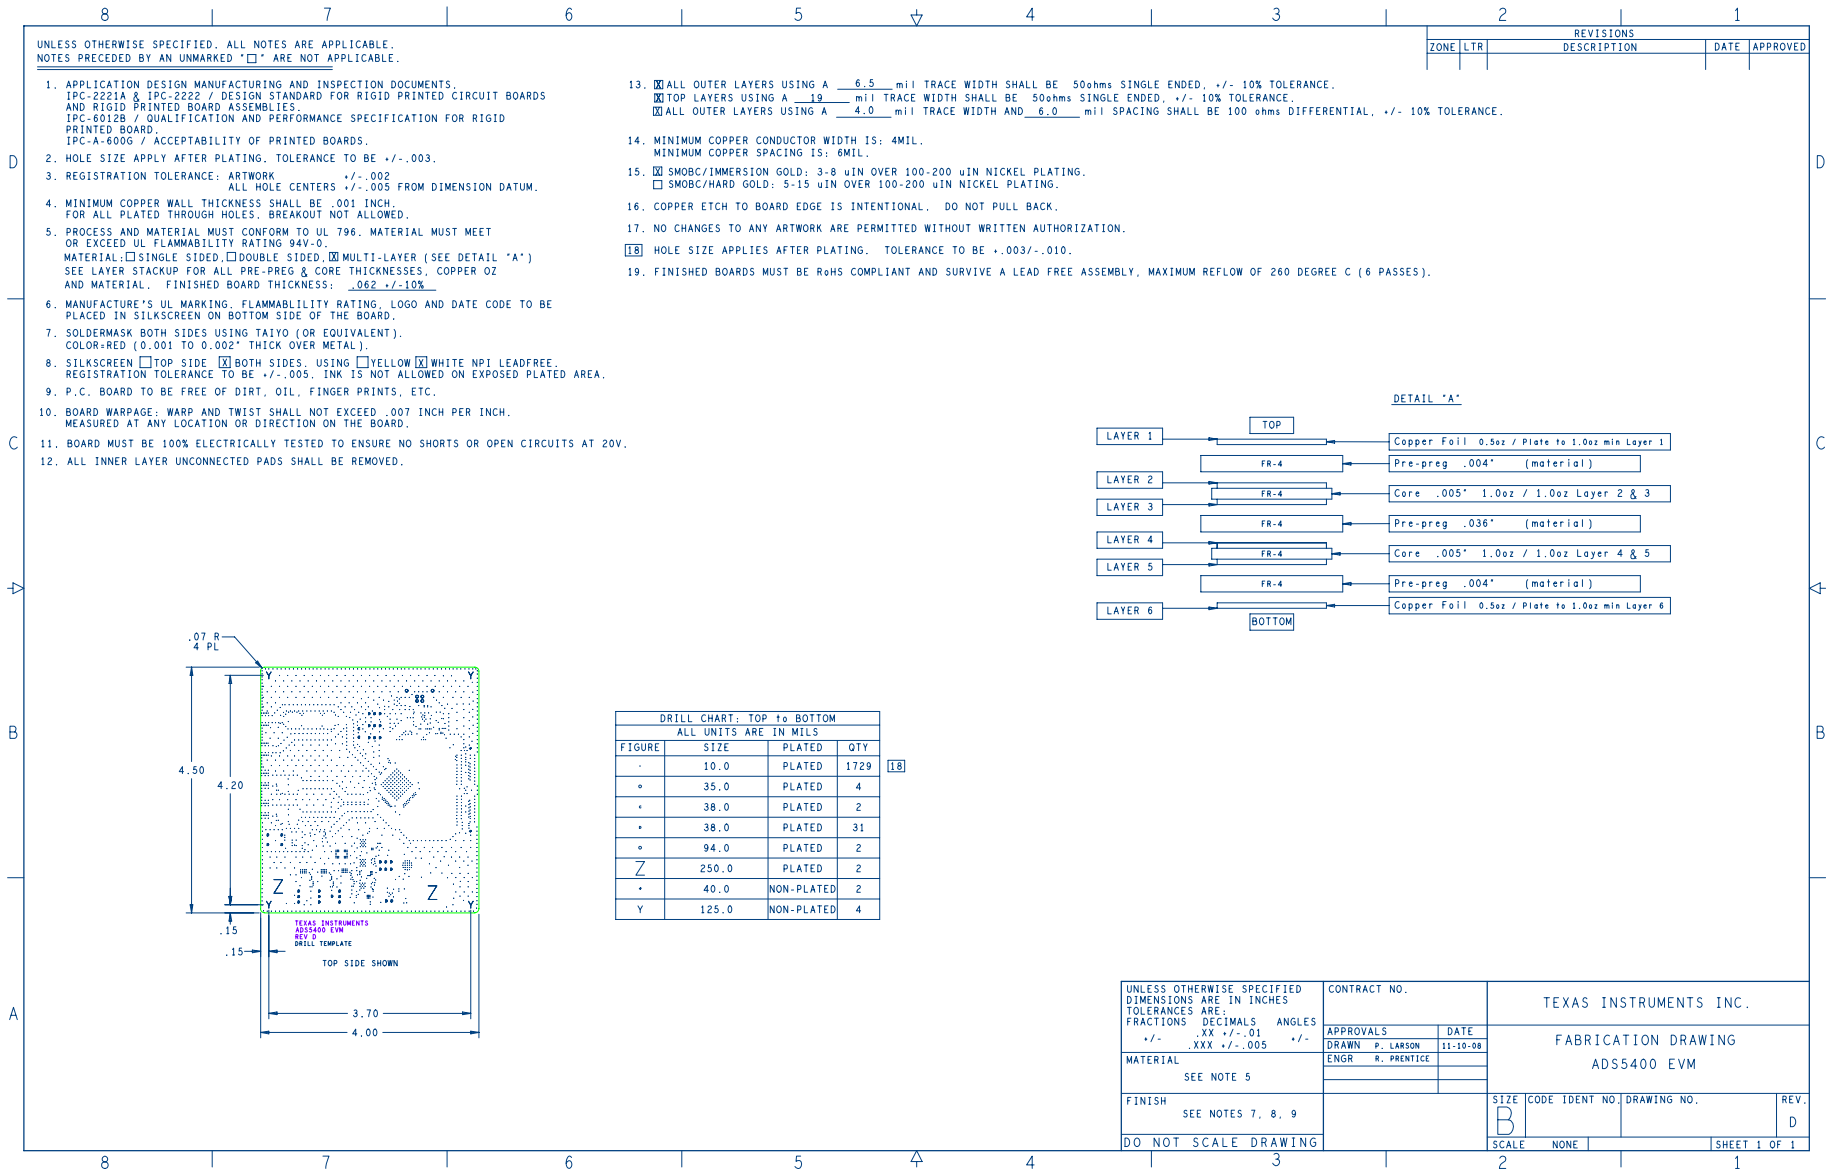 8 7 6 5 4 3 2 1
REVISIONS
ZONE LTR DESCRIPTION DATE APPROVED
UNLESS OTHERWISE SPECIFIED. ALL NOTES ARE APPLICABLE.
NOTES PRECEDED BY AN UNMARKED "□" ARE NOT APPLICABLE.
1. APPLICATION DESIGN MANUFACTURING AND INSPECTION DOCUMENTS.
IPC-2221A & IPC-2222 / DESIGN STANDARD FOR RIGID PRINTED CIRCUIT BOARDS
AND RIGID PRINTED BOARD ASSEMBLIES.
IPC-6012B / QUALIFICATION AND PERFORMANCE SPECIFICATION FOR RIGID
PRINTED BOARD.
IPC-A-600G / ACCEPTABILITY OF PRINTED BOARDS.
2. HOLE SIZE APPLY AFTER PLATING. TOLERANCE TO BE +/-.003.
3. REGISTRATION TOLERANCE: ARTWORK +/-.002
ALL HOLE CENTERS +/-.005 FROM DIMENSION DATUM.
4. MINIMUM COPPER WALL THICKNESS SHALL BE .001 INCH.
FOR ALL PLATED THROUGH HOLES. BREAKOUT NOT ALLOWED.
5. PROCESS AND MATERIAL MUST CONFORM TO UL 796. MATERIAL MUST MEET
OR EXCEED UL FLAMMABILITY RATING 94V-0.
MATERIAL: □ SINGLE SIDED, □ DOUBLE SIDED, X MULTI-LAYER (SEE DETAIL "A")
SEE LAYER STACKUP FOR ALL PRE-PREG & CORE THICKNESSES, COPPER OZ
AND MATERIAL. FINISHED BOARD THICKNESS: .062 +/-10%
6. MANUFACTURE'S UL MARKING, FLAMMABLILITY RATING, LOGO AND DATE CODE TO BE
PLACED IN SILKSCREEN ON BOTTOM SIDE OF THE BOARD.
7. SOLDERMASK BOTH SIDES USING TAIYO (OR EQUIVALENT).
COLOR=RED (0.001 TO 0.002" THICK OVER METAL).
8. SILKSCREEN □ TOP SIDE X BOTH SIDES. USING □ YELLOW X WHITE NPI LEADFREE.
REGISTRATION TOLERANCE TO BE +/-.005. INK IS NOT ALLOWED ON EXPOSED PLATED AREA.
9. P.C. BOARD TO BE FREE OF DIRT, OIL, FINGER PRINTS, ETC.
10. BOARD WARPAGE: WARP AND TWIST SHALL NOT EXCEED .007 INCH PER INCH.
MEASURED AT ANY LOCATION OR DIRECTION ON THE BOARD.
11. BOARD MUST BE 100% ELECTRICALLY TESTED TO ENSURE NO SHORTS OR OPEN CIRCUITS AT 20V.
12. ALL INNER LAYER UNCONNECTED PADS SHALL BE REMOVED.
13. X ALL OUTER LAYERS USING A 6.5 mil TRACE WIDTH SHALL BE 50ohms SINGLE ENDED, +/- 10% TOLERANCE.
X TOP LAYERS USING A 19 mil TRACE WIDTH SHALL BE 50ohms SINGLE ENDED, +/- 10% TOLERANCE.
X ALL OUTER LAYERS USING A 4.0 mil TRACE WIDTH AND 6.0 mil SPACING SHALL BE 100 ohms DIFFERENTIAL, +/- 10% TOLERANCE.
14. MINIMUM COPPER CONDUCTOR WIDTH IS: 4MIL.
MINIMUM COPPER SPACING IS: 6MIL.
15. X SMOBC/IMMERSION GOLD: 3-8 uIN OVER 100-200 uIN NICKEL PLATING.
□ SMOBC/HARD GOLD: 5-15 uIN OVER 100-200 uIN NICKEL PLATING.
16. COPPER ETCH TO BOARD EDGE IS INTENTIONAL. DO NOT PULL BACK.
17. NO CHANGES TO ANY ARTWORK ARE PERMITTED WITHOUT WRITTEN AUTHORIZATION.
18 HOLE SIZE APPLIES AFTER PLATING. TOLERANCE TO BE +.003/-.010.
19. FINISHED BOARDS MUST BE RoHS COMPLIANT AND SURVIVE A LEAD FREE ASSEMBLY, MAXIMUM REFLOW OF 260 DEGREE C (6 PASSES).
D D
C C
B B
A A
DETAIL "A"
TOP
LAYER 1 Copper Foil 0.5oz / Plate to 1.0oz min Layer 1
FR-4 Pre-preg .004" (material)
LAYER 2
FR-4 Core .005" 1.0oz / 1.0oz Layer 2 & 3
LAYER 3
FR-4 Pre-preg .036" (material)
LAYER 4
FR-4 Core .005" 1.0oz / 1.0oz Layer 4 & 5
LAYER 5
FR-4 Pre-preg .004" (material)
LAYER 6 Copper Foil 0.5oz / Plate to 1.0oz min Layer 6
BOTTOM
.07 R
4 PL
Y Y
4.50
4.20
Z Z
Y Y
.15
.15
TEXAS INSTRUMENTS
ADS5400 EVM
REV D
DRILL TEMPLATE
TOP SIDE SHOWN
3.70
4.00
DRILL CHART: TOP to BOTTOM
ALL UNITS ARE IN MILS
FIGURE SIZE PLATED QTY
10.0 PLATED 1729 18
35.0 PLATED 4
38.0 PLATED 2
38.0 PLATED 31
94.0 PLATED 2
Z 250.0 PLATED 2
40.0 NON-PLATED 2
Y 125.0 NON-PLATED 4
UNLESS OTHERWISE SPECIFIED
DIMENSIONS ARE IN INCHES
TOLERANCES ARE:
FRACTIONS DECIMALS ANGLES
+/- .XX +/-.01 +/-
.XXX +/-.005
MATERIAL
SEE NOTE 5
FINISH
SEE NOTES 7, 8, 9
DO NOT SCALE DRAWING
CONTRACT NO.
APPROVALS DATE
DRAWN P. LARSON 11-10-08
ENGR R. PRENTICE
TEXAS INSTRUMENTS INC.
FABRICATION DRAWING
ADS5400 EVM
SIZE CODE IDENT NO. DRAWING NO. REV.
B D
SCALE NONE SHEET 1 OF 1
8 7 6 5 4 3 2 1